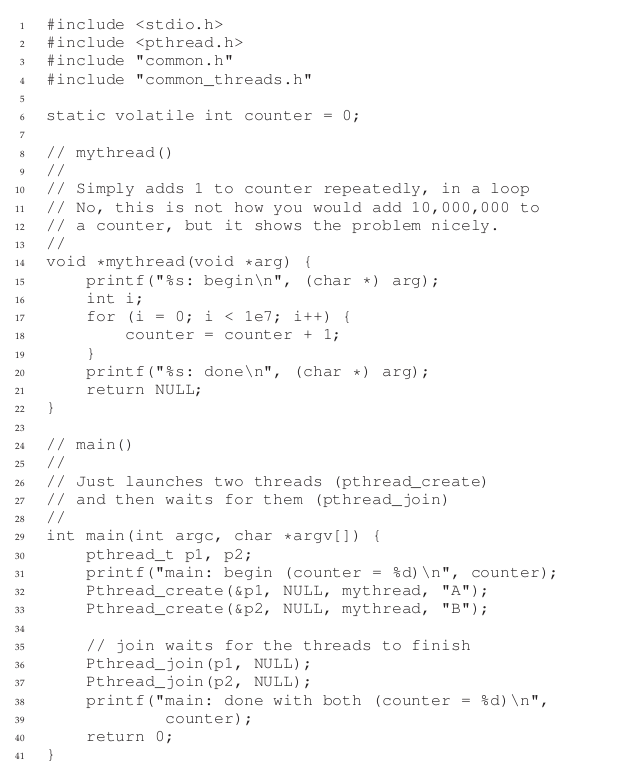 1 #include <stdio.h>
2 #include <pthread.h>
3 #include "common.h"
4 #include "common_threads.h"
5
6 static volatile int counter = 0;
7
8 // mythread()
9 //
10 // Simply adds 1 to counter repeatedly, in a loop
11 // No, this is not how you would add 10,000,000 to
12 // a counter, but it shows the problem nicely.
13 //
14 void *mythread(void *arg) {
15     printf("%s: begin\n", (char *) arg);
16     int i;
17     for (i = 0; i < 1e7; i++) {
18         counter = counter + 1;
19     }
20     printf("%s: done\n", (char *) arg);
21     return NULL;
22 }
23
24 // main()
25 //
26 // Just launches two threads (pthread_create)
27 // and then waits for them (pthread_join)
28 //
29 int main(int argc, char *argv[]) {
30     pthread_t p1, p2;
31     printf("main: begin (counter = %d)\n", counter);
32     Pthread_create(&p1, NULL, mythread, "A");
33     Pthread_create(&p2, NULL, mythread, "B");
34
35     // join waits for the threads to finish
36     Pthread_join(p1, NULL);
37     Pthread_join(p2, NULL);
38     printf("main: done with both (counter = %d)\n",
39             counter);
40     return 0;
41 }